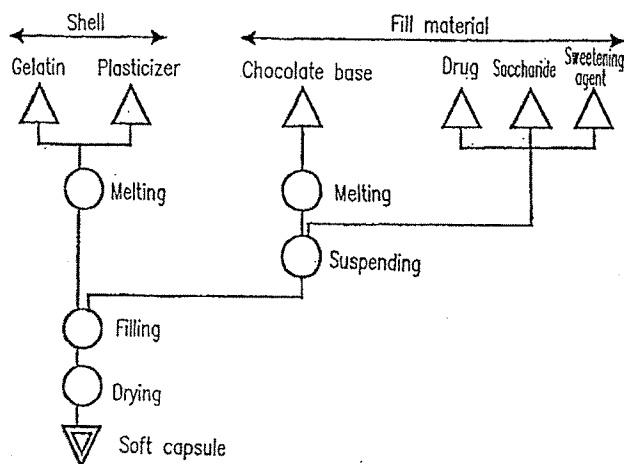 Shell
Fill material
Gelatin
Plasticizer
Chocolate base
Drug
Saccharide
Sweetening
agent
Melting
Melting
Suspending
Filling
Drying
Soft capsule